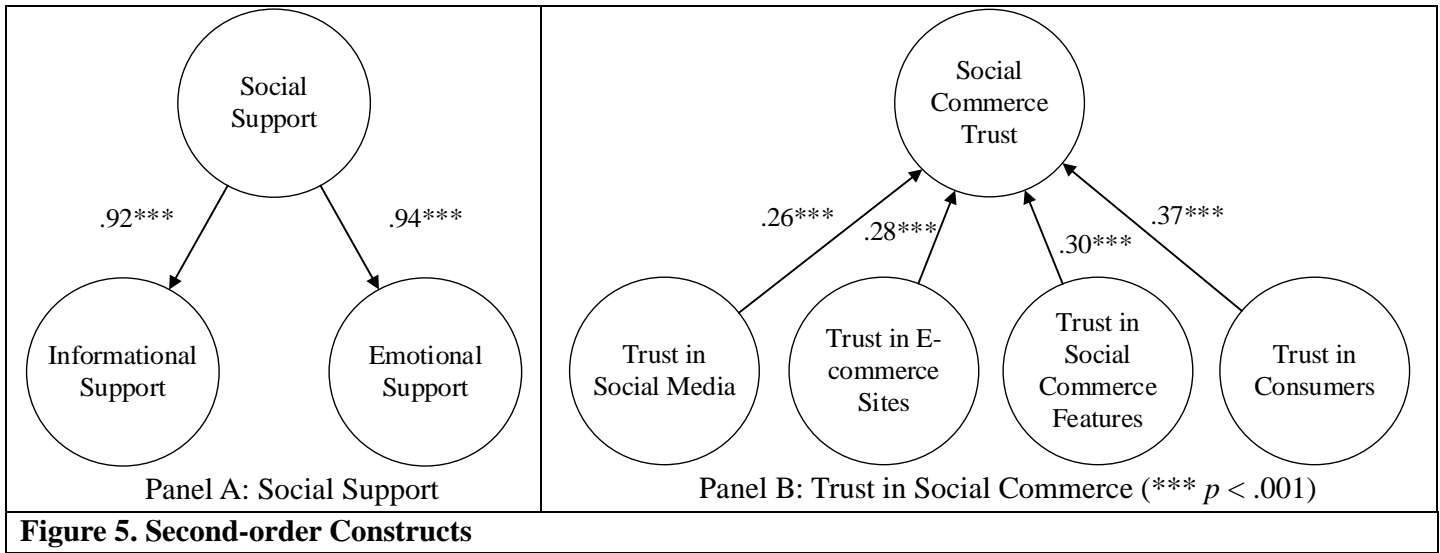 Social
Support
.92***
.94***
Informational
Support
Emotional
Support
Panel A: Social Support
Social
Commerce
Trust
.26***
.28***
.30***
.37***
Trust in
Social Media
Trust in E-
commerce
Sites
Trust in
Social
Commerce
Features
Trust in
Consumers
Panel B: Trust in Social Commerce (*** p < .001)
Figure 5. Second-order Constructs